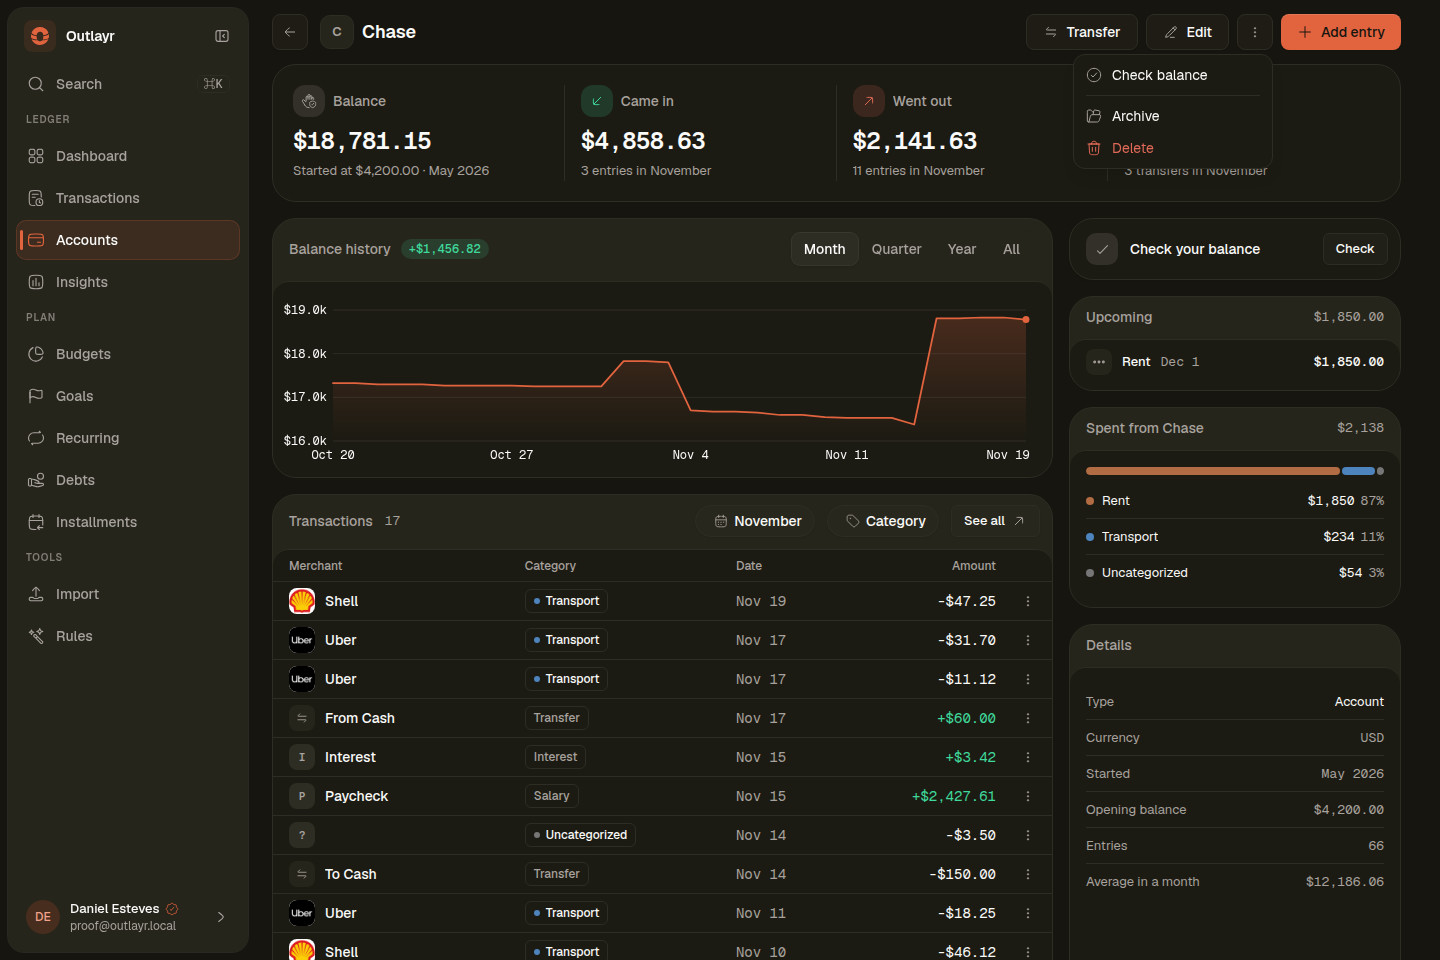 Outlayr
Search ⌘K
LEDGER
Dashboard
Transactions
Accounts
Insights
PLAN
Budgets
Goals
Recurring
Debts
Installments
TOOLS
Import
Rules
DE
Daniel Esteves
proof@outlayr.local
C Chase
Transfer
Edit
Add entry
Check balance
Archive
Delete
Balance
$18,781.15
Started at $4,200.00 · May 2026
Came in
$4,858.63
3 entries in November
Went out
$2,141.63
11 entries in November
3 transfers in November
Balance history +$1,456.82
Month Quarter Year All
$19.0k
$18.0k
$17.0k
$16.0k
Oct 20 Oct 27 Nov 4 Nov 11 Nov 19
Transactions 17
November
Category
See all
Merchant Category Date Amount
Shell Transport Nov 19 -$47.25
Uber Uber Transport Nov 17 -$31.70
Uber Uber Transport Nov 17 -$11.12
From Cash Transfer Nov 17 +$60.00
I Interest Interest Nov 15 +$3.42
P Paycheck Salary Nov 15 +$2,427.61
? Uncategorized Nov 14 -$3.50
To Cash Transfer Nov 14 -$150.00
Uber Uber Transport Nov 11 -$18.25
Shell Transport Nov 10 -$46.12
Check your balance Check
Upcoming $1,850.00
Rent Dec 1 $1,850.00
Spent from Chase $2,138
Rent $1,850 87%
Transport $234 11%
Uncategorized $54 3%
Details
Type Account
Currency USD
Started May 2026
Opening balance $4,200.00
Entries 66
Average in a month $12,186.06